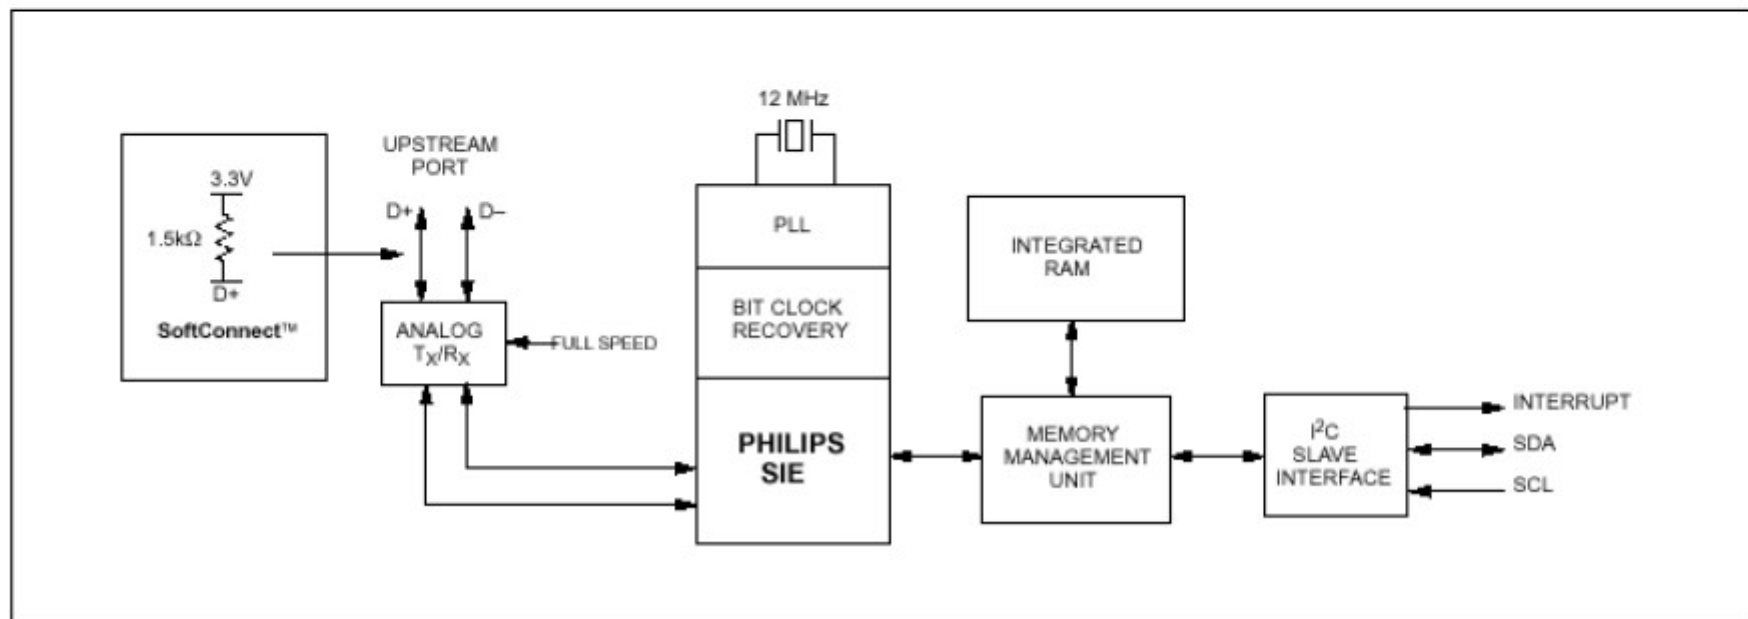 12 MHz
UPSTREAM
PORT
3.3V
1.5kΩ
D+
SoftConnect™
D+
D–
ANALOG
TX/RX
FULL SPEED
PLL
BIT CLOCK
RECOVERY
PHILIPS
SIE
INTEGRATED
RAM
MEMORY
MANAGEMENT
UNIT
I²C
SLAVE
INTERFACE
INTERRUPT
SDA
SCL